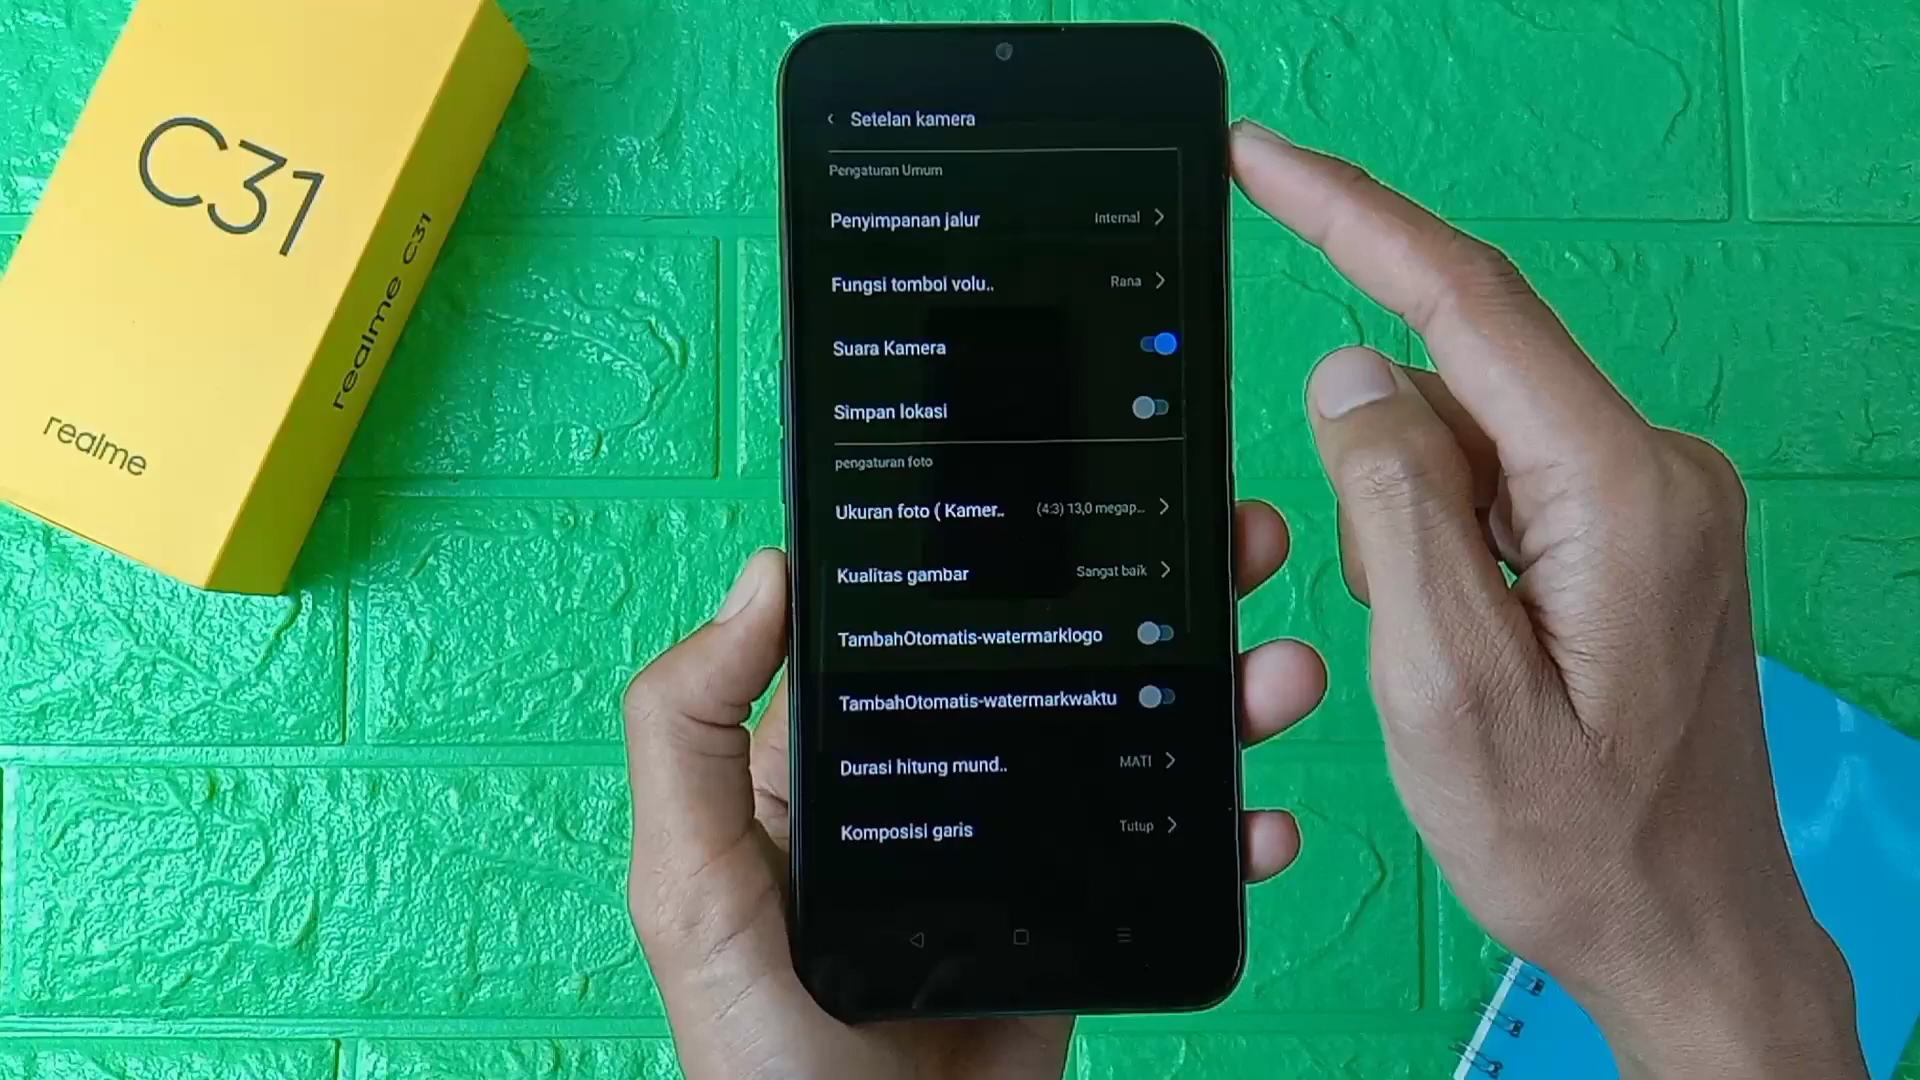 C31
realme
realme C31
Setelan kamera
Pengaturan Umum
Penyimpanan jalur Internal
Fungsi tombol volu.. Rana
Suara Kamera
Simpan lokasi
pengaturan foto
Ukuran foto ( Kamer.. (4:3) 13,0 megap...
Kualitas gambar Sangat baik
TambahOtomatis-watermarklogo
TambahOtomatis-watermarkwaktu
Durasi hitung mund.. MATI
Komposisi garis Tutup